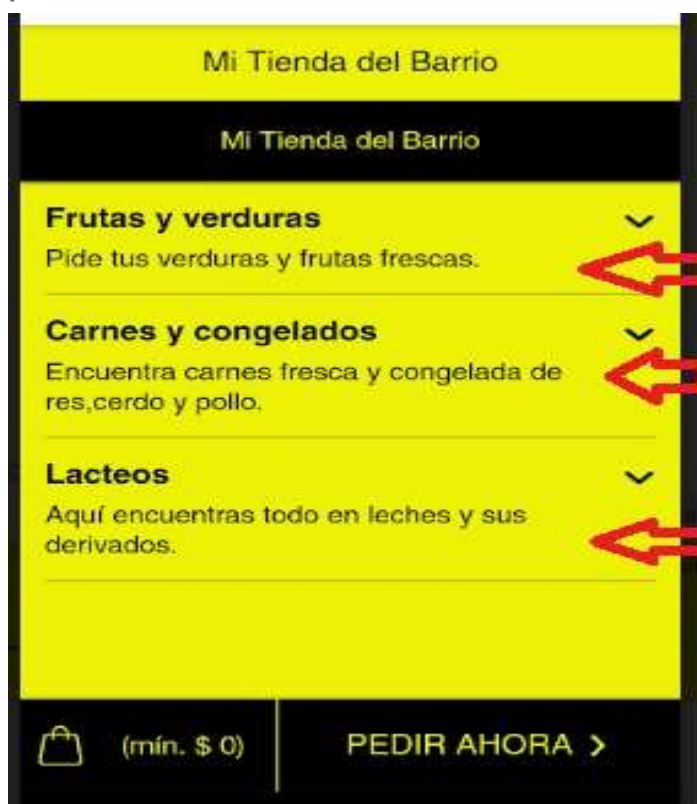 Mi Tienda del Barrio
Mi Tienda del Barrio
Frutas y verduras
Pide tus verduras y frutas frescas.
Carnes y congelados
Encuentra carnes fresca y congelada de
res,cerdo y pollo.
Lacteos
Aquí encuentras todo en leches y sus
derivados.
(mín. $ 0)
PEDIR AHORA >